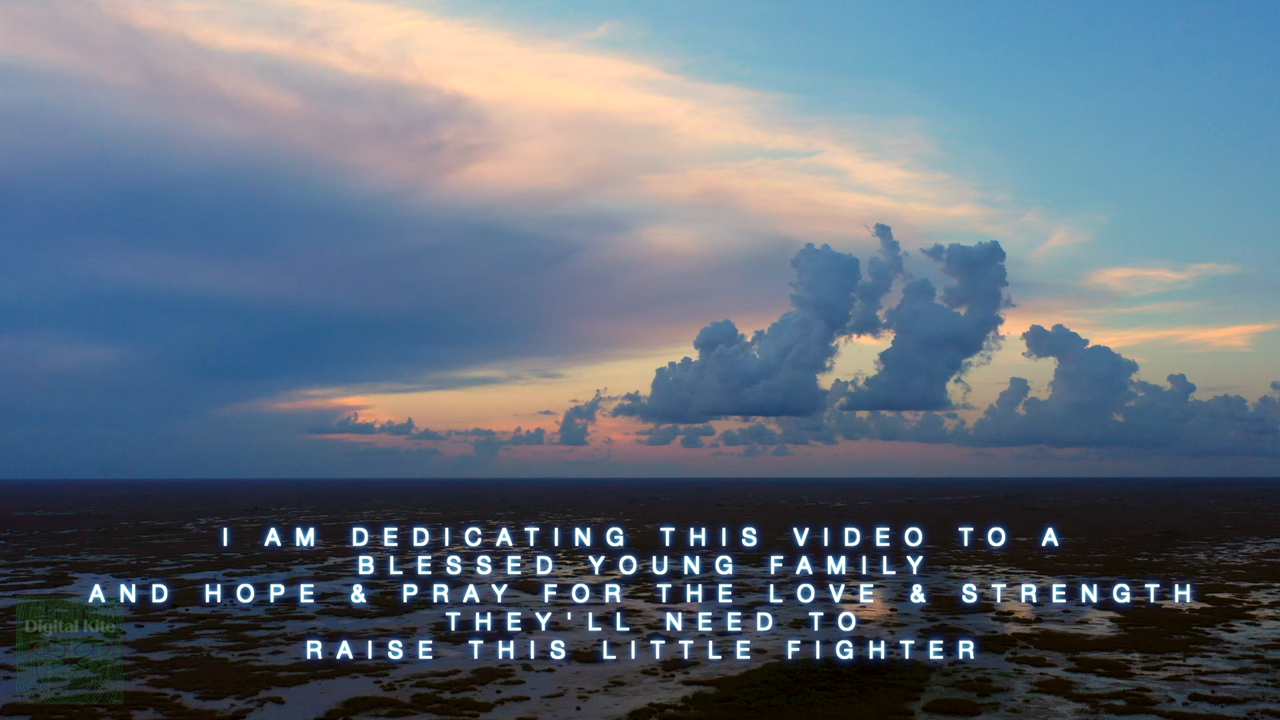 I AM DEDICATING THIS VIDEO TO A
BLESSED YOUNG FAMILY
AND HOPE & PRAY FOR THE LOVE & STRENGTH
THEY'LL NEED TO
RAISE THIS LITTLE FIGHTER
Digital Kite